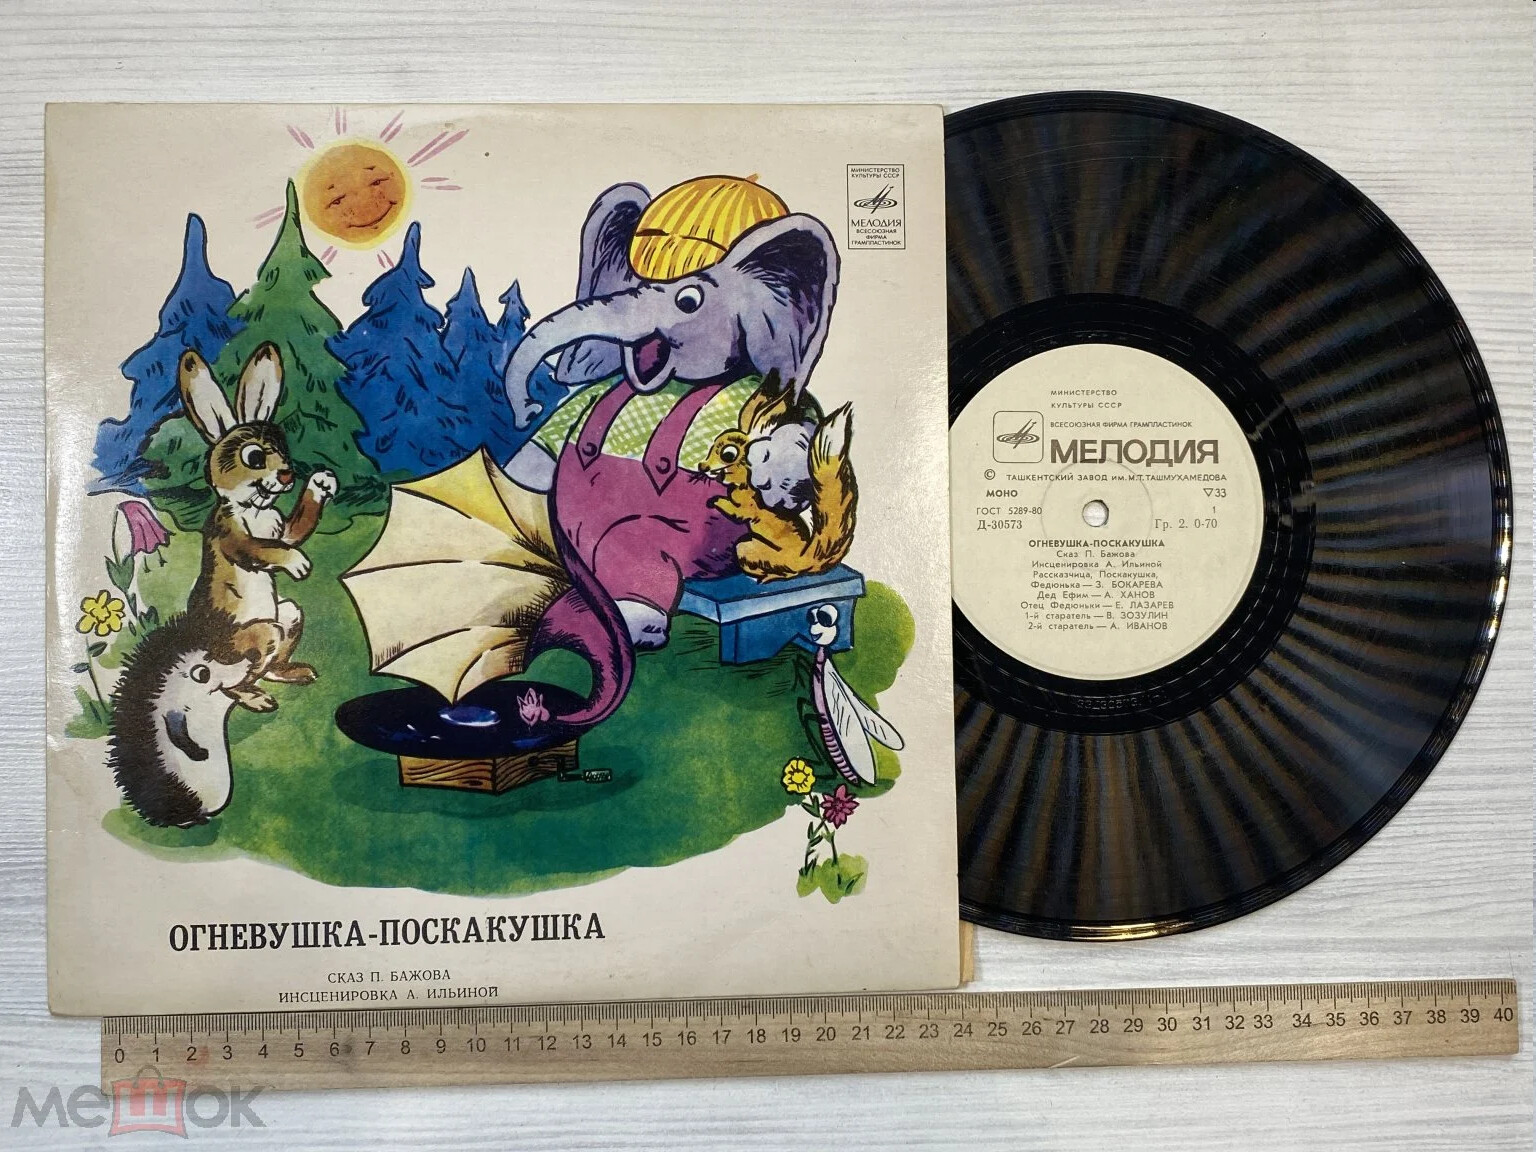 МИНИСТЕРСТВО
КУЛЬТУРЫ СССР
МЕЛОДИЯ
ВСЕСОЮЗНАЯ
ФИРМА
ГРАМПЛАСТИНОК
ОГНЕВУШКА-ПОСКАКУШКА
СКАЗ П. БАЖОВА
ИНСЦЕНИРОВКА А. ИЛЬИНОЙ
МИНИСТЕРСТВО
КУЛЬТУРЫ СССР
ВСЕСОЮЗНАЯ ФИРМА ГРАМПЛАСТИНОК
МЕЛОДИЯ
© ТАШКЕНТСКИЙ ЗАВОД ИМ. М.Т. ТАШМУХАМЕДОВА
МОНО ▽33
ГОСТ 5289-80 1
Д-30573 Гр. 2. 0-70
ОГНЕВУШКА-ПОСКАКУШКА
Сказ П. Бажова
Инсценировка А. Ильиной
Рассказчица, Поскакушка,
Федюнька — З. БОКАРЕВА
Дед Ефим — А. ХАНОВ
Отец Федюньки — Е. ЛАЗАРЕВ
1-й старатель — В. ЗОЗУЛИН
2-й старатель — А. ИВАНОВ
0 1 2 3 4 5 6 7 8 9 10 11 12 13 14 15 16 17 18 19 20 21 22 23 24 25 26 27 28 29 30 31 32 33 34 35 36 37 38 39 40
мешок